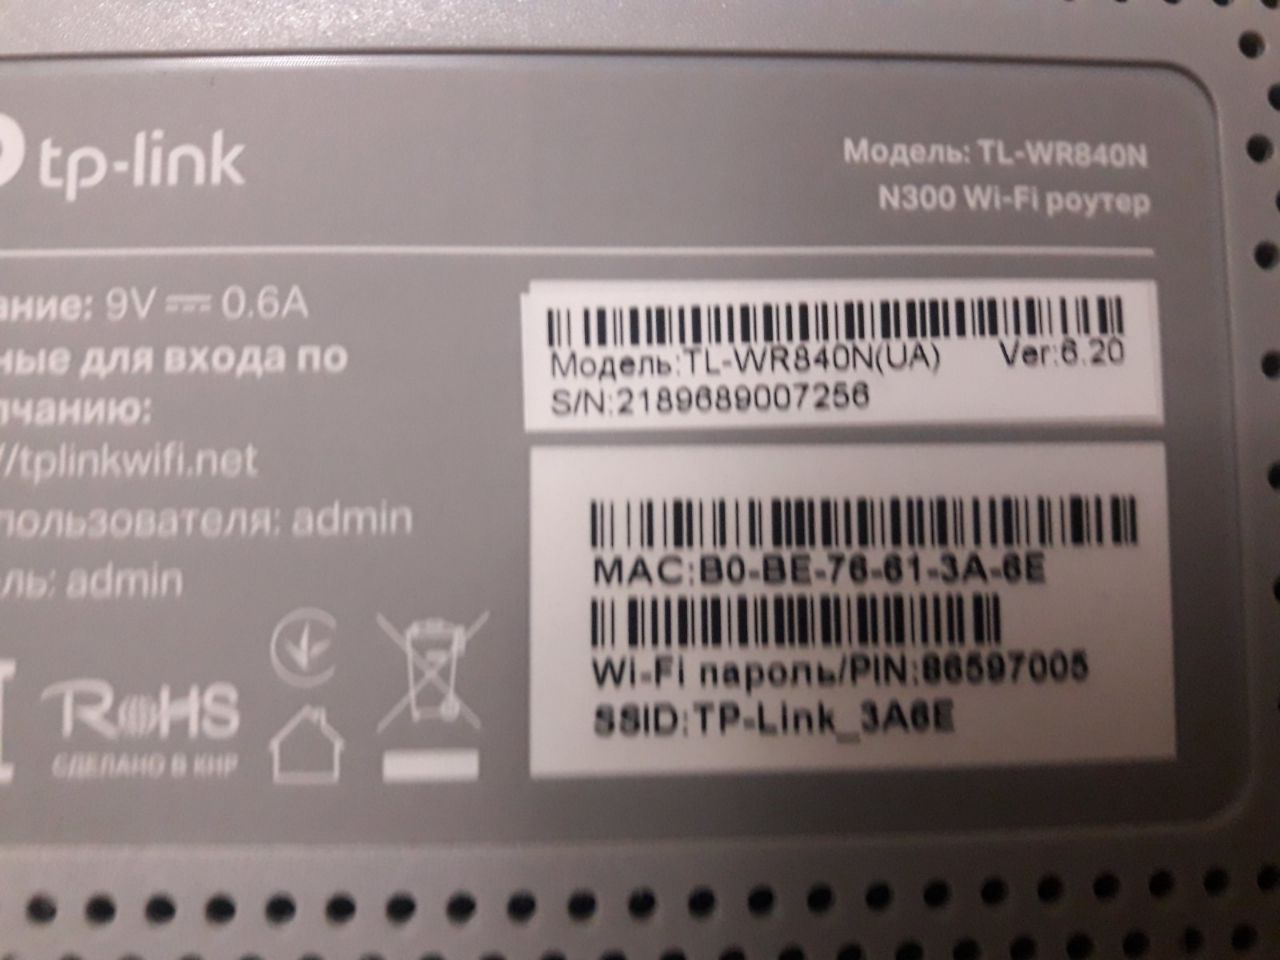 tp-link
Модель: TL-WR840N
N300 Wi-Fi роутер
ание: 9V 0.6A
ные для входа по
лчанию:
//tplinkwifi.net
пользователя: admin
ль: admin
RoHS
СДЕЛАНО В КНР
Модель:TL-WR840N(UA) Ver:6.20
S/N:2189689007256
MAC:B0-BE-76-61-3A-6E
Wi-Fi пароль/PIN:86597005
SSID:TP-Link_3A6E